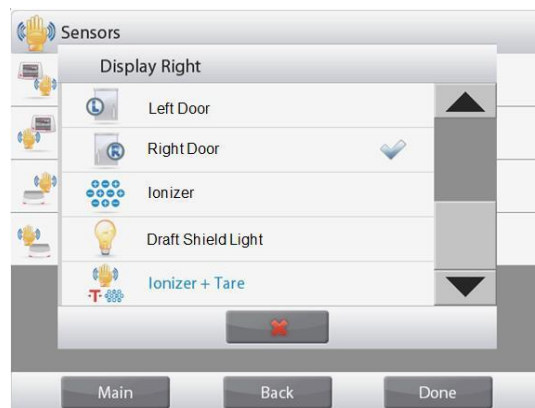 Sensors
Display Right
L
Left Door
R
Right Door
Ionizer
Draft Shield Light
T
Ionizer + Tare
Main
Back
Done